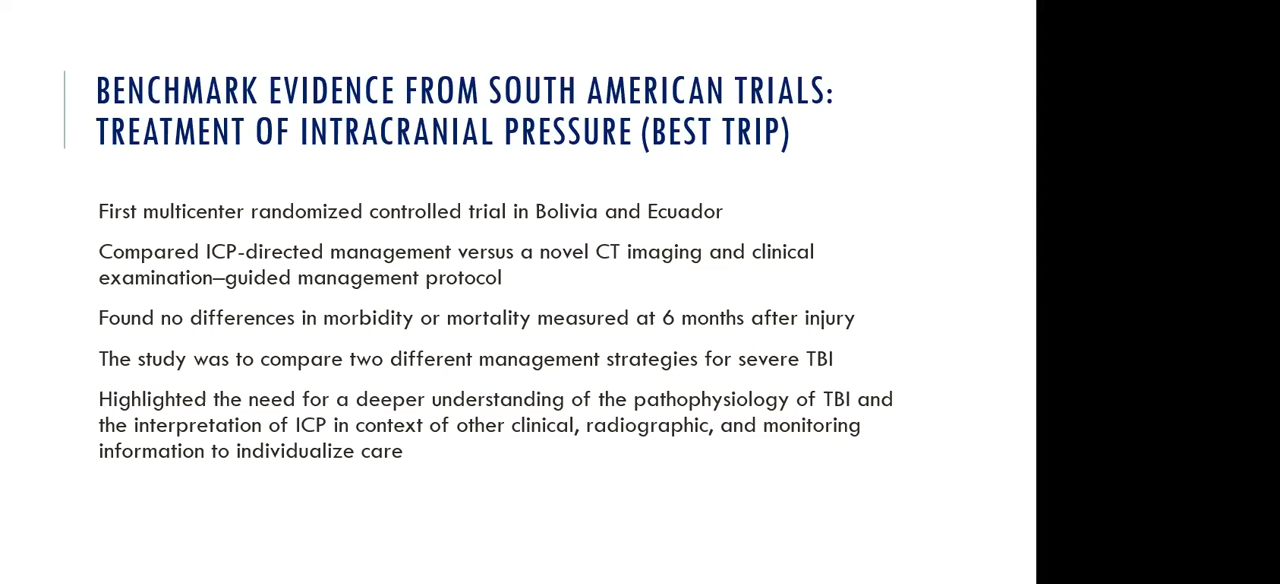 BENCHMARK EVIDENCE FROM SOUTH AMERICAN TRIALS:
TREATMENT OF INTRACRANIAL PRESSURE (BEST TRIP)
First multicenter randomized controlled trial in Bolivia and Ecuador
Compared ICP-directed management versus a novel CT imaging and clinical
examination–guided management protocol
Found no differences in morbidity or mortality measured at 6 months after injury
The study was to compare two different management strategies for severe TBI
Highlighted the need for a deeper understanding of the pathophysiology of TBI and
the interpretation of ICP in context of other clinical, radiographic, and monitoring
information to individualize care